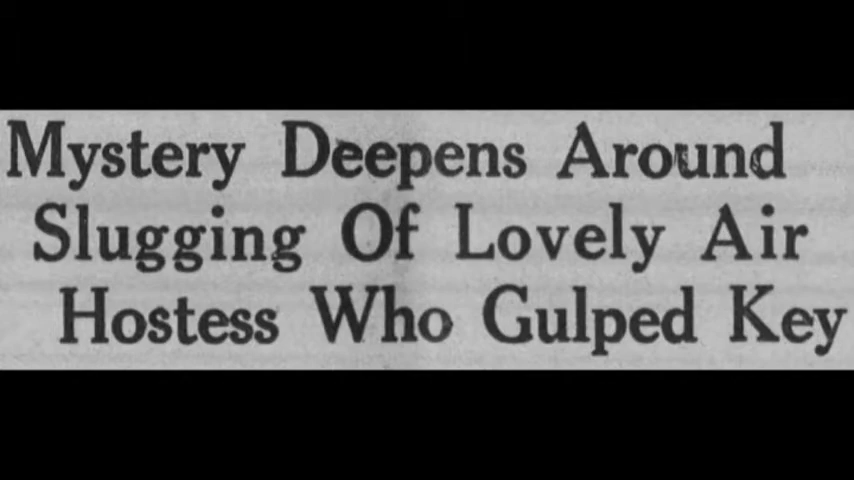 Mystery Deepens Around
Slugging Of Lovely Air
Hostess Who Gulped Key